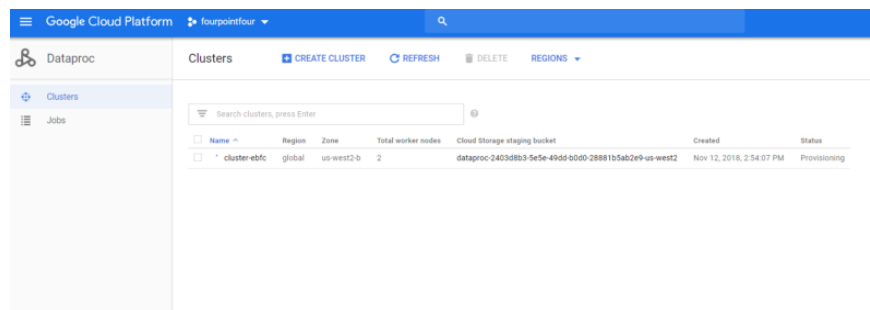 Google Cloud Platform fourpointfour
Dataproc
Clusters CREATE CLUSTER REFRESH DELETE REGIONS
Clusters
Jobs
Search clusters, press Enter
Name Region Zone Total worker nodes Cloud Storage staging bucket Created Status
cluster-ebfc global us-west2-b 2 dataproc-2403d8b3-5e5e-49dd-b0d0-28881b5ab2e9-us-west2 Nov 12, 2018, 2:54:07 PM Provisioning